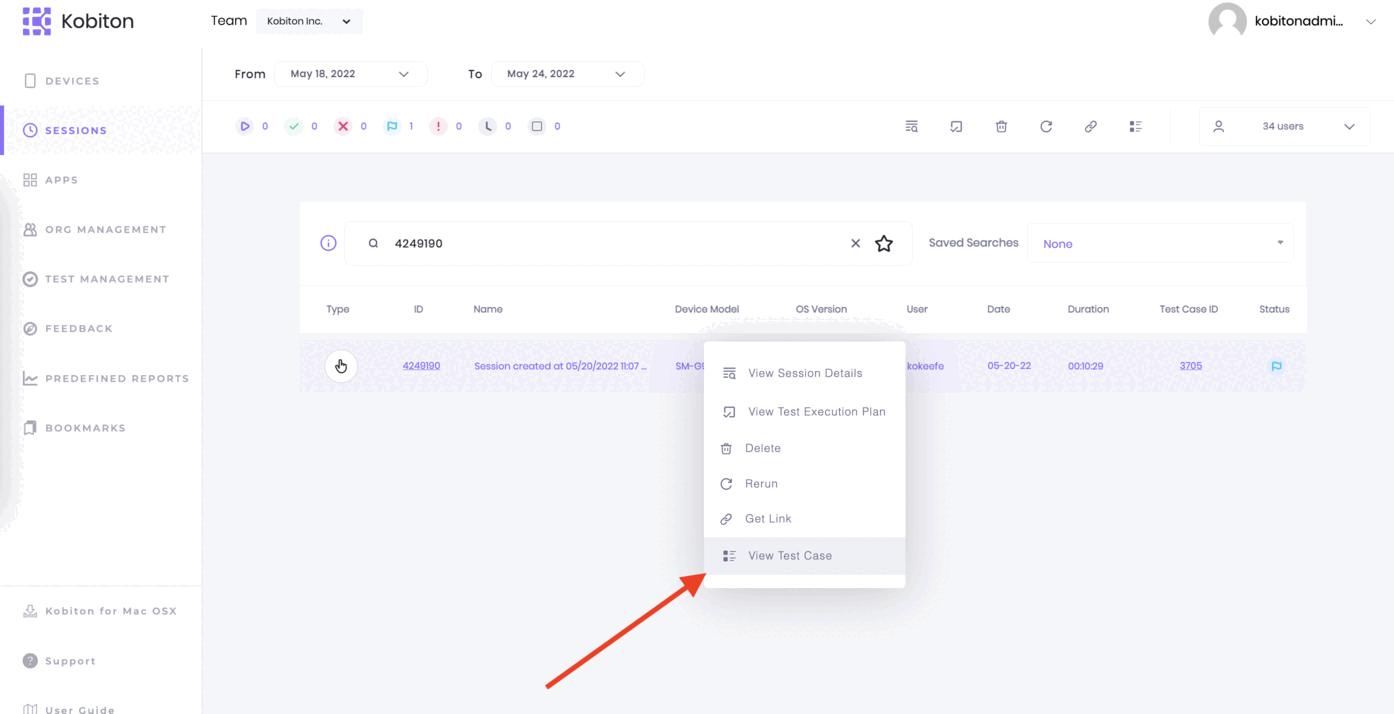 Kobiton
Team Kobiton Inc.
kobitonadmi...
DEVICES
SESSIONS
APPS
ORG MANAGEMENT
TEST MANAGEMENT
FEEDBACK
PREDEFINED REPORTS
BOOKMARKS
Kobiton for Mac OSX
Support
User Guide
From May 18, 2022 To May 24, 2022
0 0 0 1 0 0 0
34 users
4249190
Saved Searches None
Type ID Name Device Model OS Version User Date Duration Test Case ID Status
4249190 Session created at 05/20/2022 11:07 ... kokeefe 05-20-22 00:10:29 3705
View Session Details
View Test Execution Plan
Delete
Rerun
Get Link
View Test Case